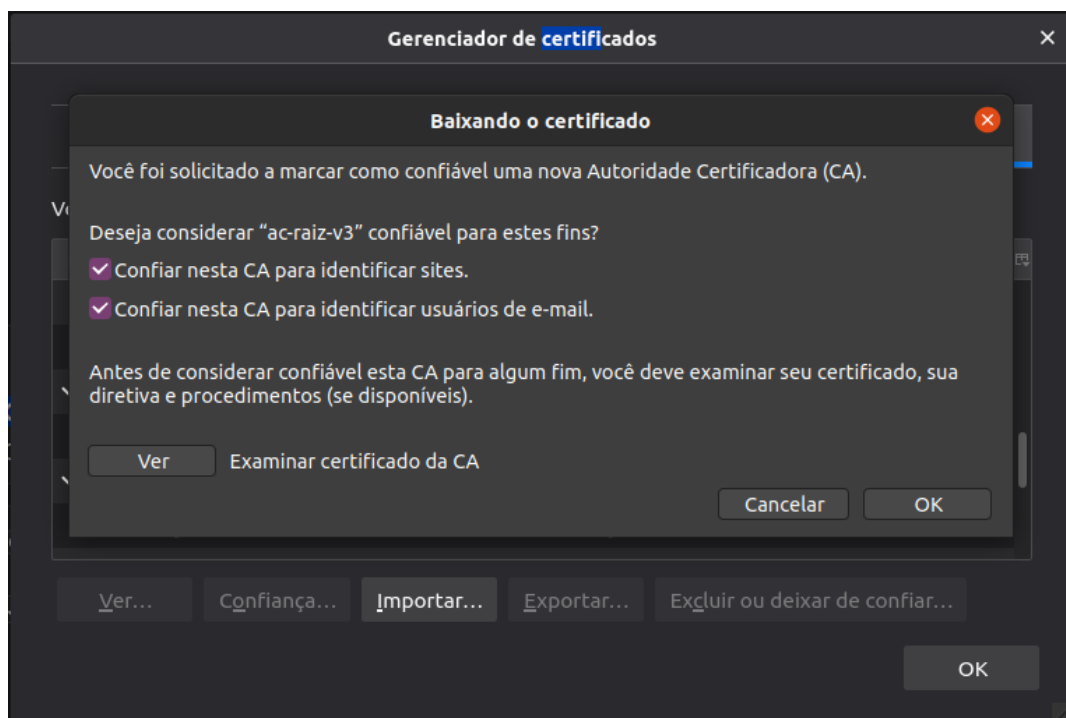 Gerenciador de certificados
Baixando o certificado
Você foi solicitado a marcar como confiável uma nova Autoridade Certificadora (CA).
Deseja considerar “ac-raiz-v3” confiável para estes fins?
Confiar nesta CA para identificar sites.
Confiar nesta CA para identificar usuários de e-mail.
Antes de considerar confiável esta CA para algum fim, você deve examinar seu certificado, sua
diretiva e procedimentos (se disponíveis).
Ver Examinar certificado da CA
Cancelar OK
Ver... Confiança... Importar... Exportar... Excluir ou deixar de confiar...
OK